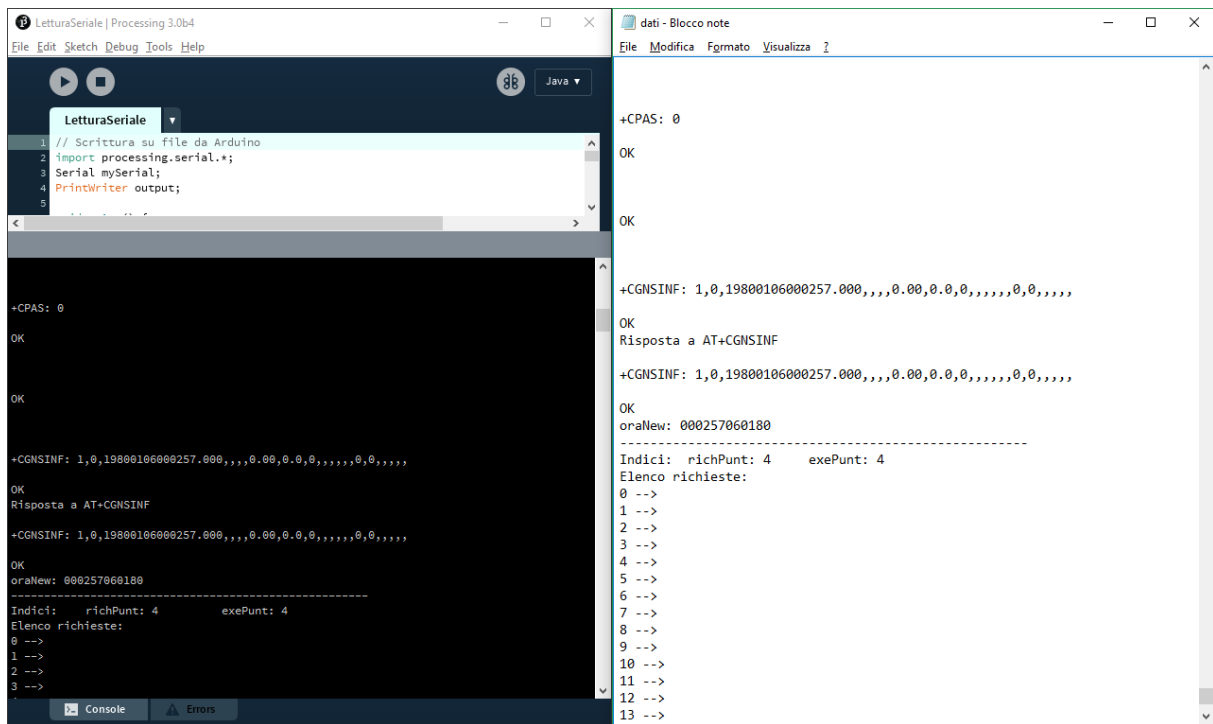 LetturaSeriale | Processing 3.0b4
File Edit Sketch Debug Tools Help
Java ▼
LetturaSeriale ▼
1 // Scrittura su file da Arduino
2 import processing.serial.*;
3 Serial mySerial;
4 PrintWriter output;
5
+CPAS: 0
OK
OK
+CGNSINF: 1,0,19800106000257.000,,,,0.00,0.0,0,,,,,,0,0,,,,,
OK
Risposta a AT+CGNSINF
+CGNSINF: 1,0,19800106000257.000,,,,0.00,0.0,0,,,,,,0,0,,,,,
OK
oraNew: 000257060180
------------------------------------------------------
Indici: richPunt: 4 exePunt: 4
Elenco richieste:
0 -->
1 -->
2 -->
3 -->
Console Errors
dati - Blocco note
File Modifica Formato Visualizza ?
+CPAS: 0
OK
OK
+CGNSINF: 1,0,19800106000257.000,,,,0.00,0.0,0,,,,,,0,0,,,,,
OK
Risposta a AT+CGNSINF
+CGNSINF: 1,0,19800106000257.000,,,,0.00,0.0,0,,,,,,0,0,,,,,
OK
oraNew: 000257060180
------------------------------------------------------
Indici: richPunt: 4 exePunt: 4
Elenco richieste:
0 -->
1 -->
2 -->
3 -->
4 -->
5 -->
6 -->
7 -->
8 -->
9 -->
10 -->
11 -->
12 -->
13 -->